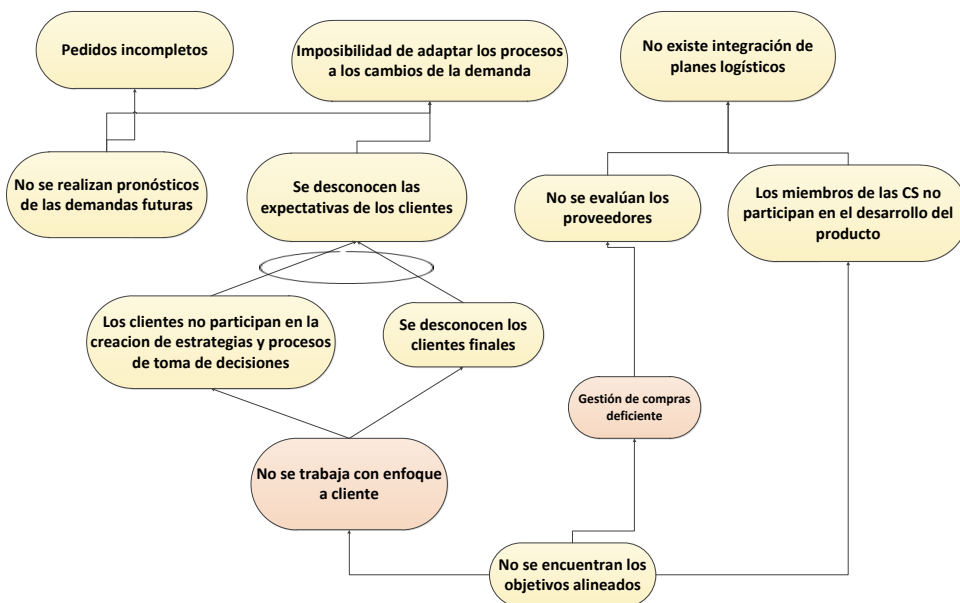 Pedidos incompletos
Imposibilidad de adaptar los procesos
a los cambios de la demanda
No existe integración de
planes logísticos
No se realizan pronósticos
de las demandas futuras
Se desconocen las
expectativas de los clientes
No se evalúan los
proveedores
Los miembros de las CS no
participan en el desarrollo del
producto
Los clientes no participan en la
creacion de estrategias y procesos
de toma de decisiones
Se desconocen los
clientes finales
Gestión de compras
deficiente
No se trabaja con enfoque
a cliente
No se encuentran los
objetivos alineados